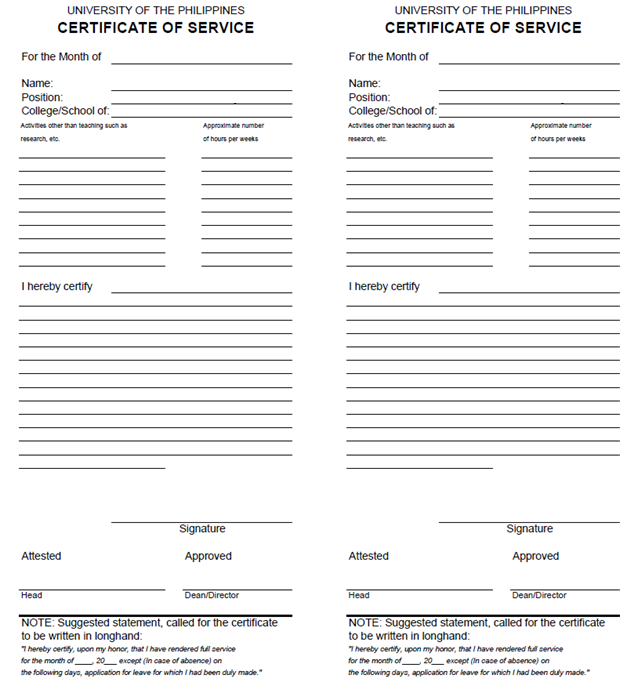 UNIVERSITY OF THE PHILIPPINES
CERTIFICATE OF SERVICE
For the Month of
Name:
Position:
College/School of:
Activities other than teaching such as
research, etc.
Approximate number
of hours per weeks
I hereby certify
Signature
Attested
Approved
Head
Dean/Director
NOTE: Suggested statement, called for the certificate
to be written in longhand:
"I hereby certify, upon my honor, that I have rendered full service
for the month of ____, 20___ except (In case of absence) on
the following days, application for leave for which I had been duly made."
UNIVERSITY OF THE PHILIPPINES
CERTIFICATE OF SERVICE
For the Month of
Name:
Position:
College/School of:
Activities other than teaching such as
research, etc.
Approximate number
of hours per weeks
I hereby certify
Signature
Attested
Approved
Head
Dean/Director
NOTE: Suggested statement, called for the certificate
to be written in longhand:
"I hereby certify, upon my honor, that I have rendered full service
for the month of ____, 20___ except (In case of absence) on
the following days, application for leave for which I had been duly made."